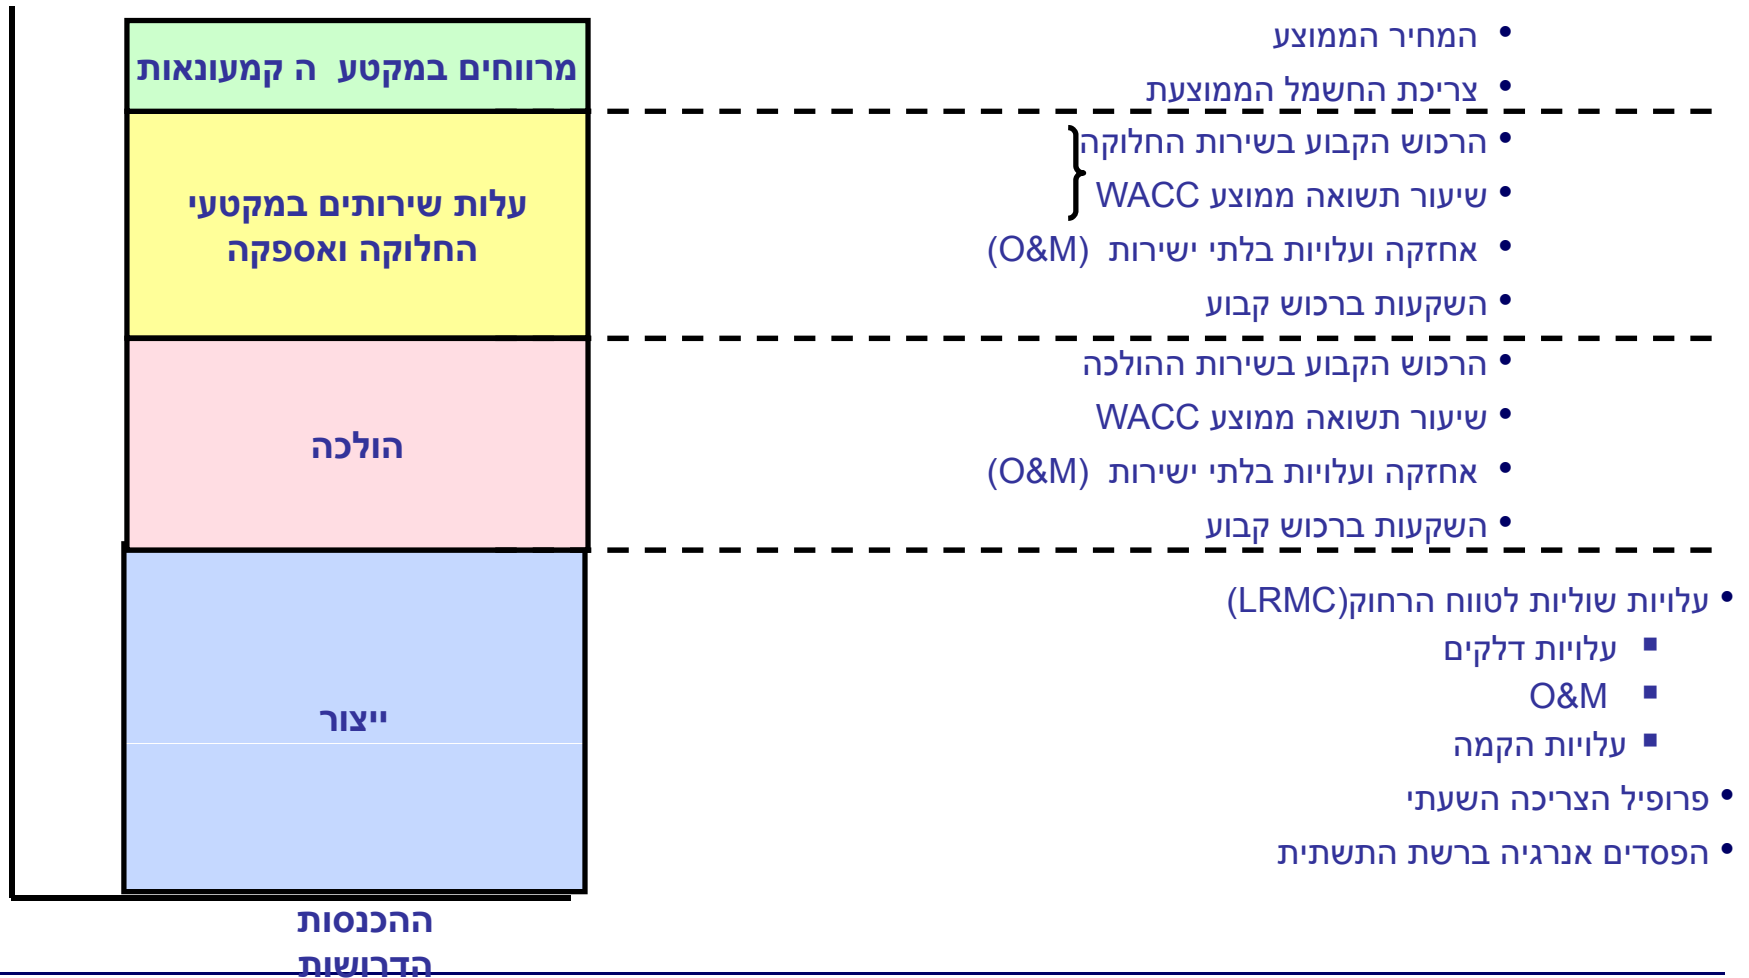 מרווחים במקטע ה קמעונאות
• המחיר הממוצע
• צריכת החשמל הממוצעת
עלות שירותים במקטעי
החלוקה ואספקה
• הרכוש הקבוע בשירות החלוקה
• שיעור תשואה ממוצע WACC
• אחזקה ועלויות בלתי ישירות (O&M)
• השקעות ברכוש קבוע
הולכה
• הרכוש הקבוע בשירות ההולכה
• שיעור תשואה ממוצע WACC
• אחזקה ועלויות בלתי ישירות (O&M)
• השקעות ברכוש קבוע
ייצור
• עלויות שוליות לטווח הרחוק(LRMC)
▪ עלויות דלקים
▪ O&M
▪ עלויות הקמה
• פרופיל הצריכה השעתי
• הפסדים אנרגיה ברשת התשתית
ההכנסות
הדרושות